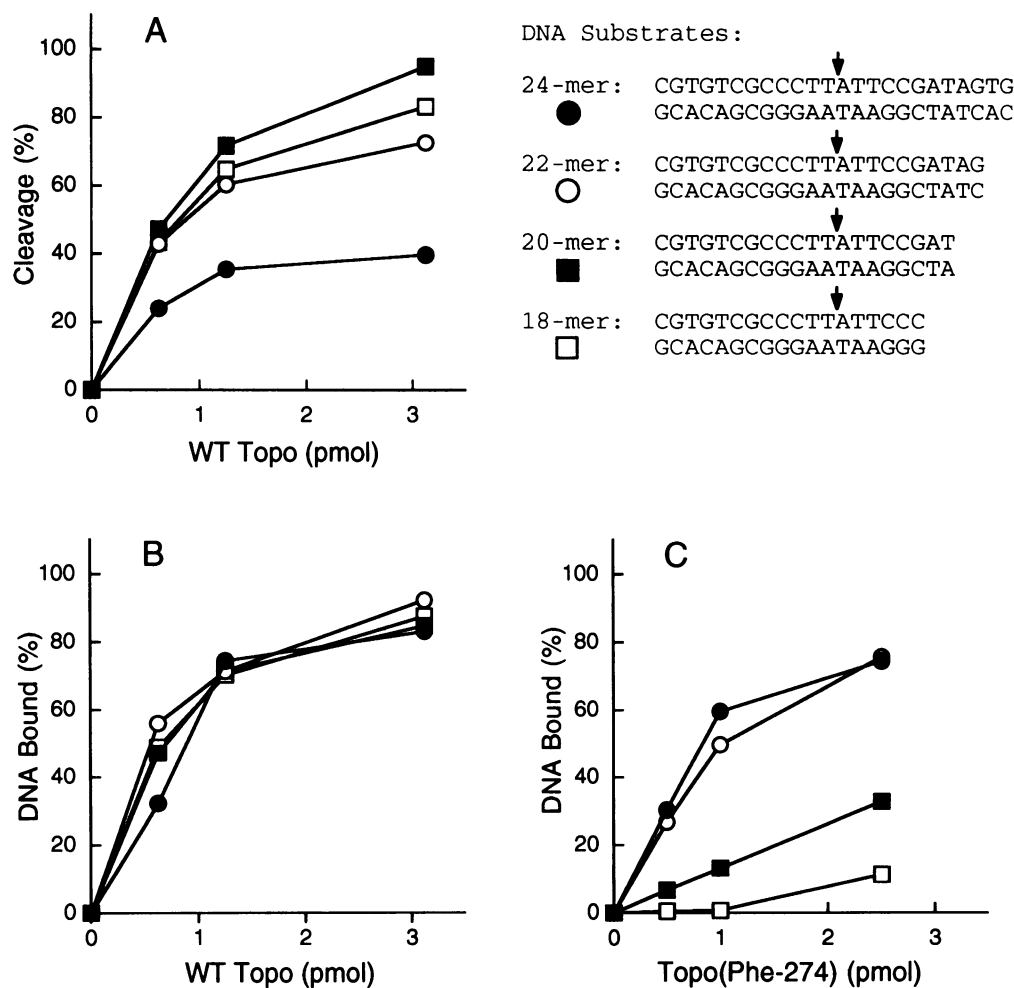 A
100
80
60
40
20
0
Cleavage (%)
0 1 2 3
WT Topo (pmol)
DNA Substrates:
24-mer: CGTGTCGCCCTTATTCCGATAGTG
GCACAGCGGGAATAAGGCTATCAC
22-mer: CGTGTCGCCCTTATTCCGATAG
GCACAGCGGGAATAAGGCTATC
20-mer: CGTGTCGCCCTTATTCCGAT
GCACAGCGGGAATAAGGCTA
18-mer: CGTGTCGCCCTTATTCCC
GCACAGCGGGAATAAGGG
B
100
80
60
40
20
0
DNA Bound (%)
0 1 2 3
WT Topo (pmol)
C
100
80
60
40
20
0
DNA Bound (%)
0 1 2 3
Topo(Phe-274) (pmol)